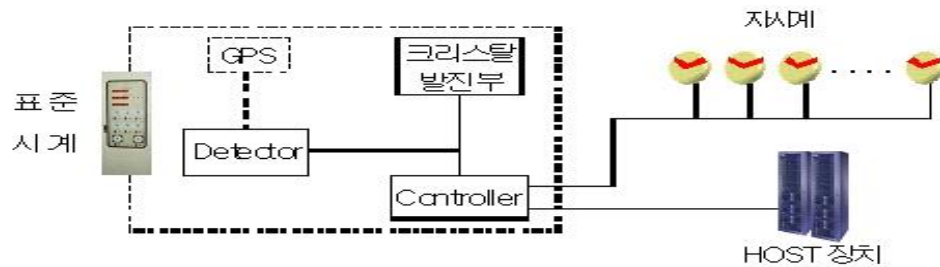 표준
시계
GPS
크리스탈
발진부
Detector
Controller
자시계
HOST 장치